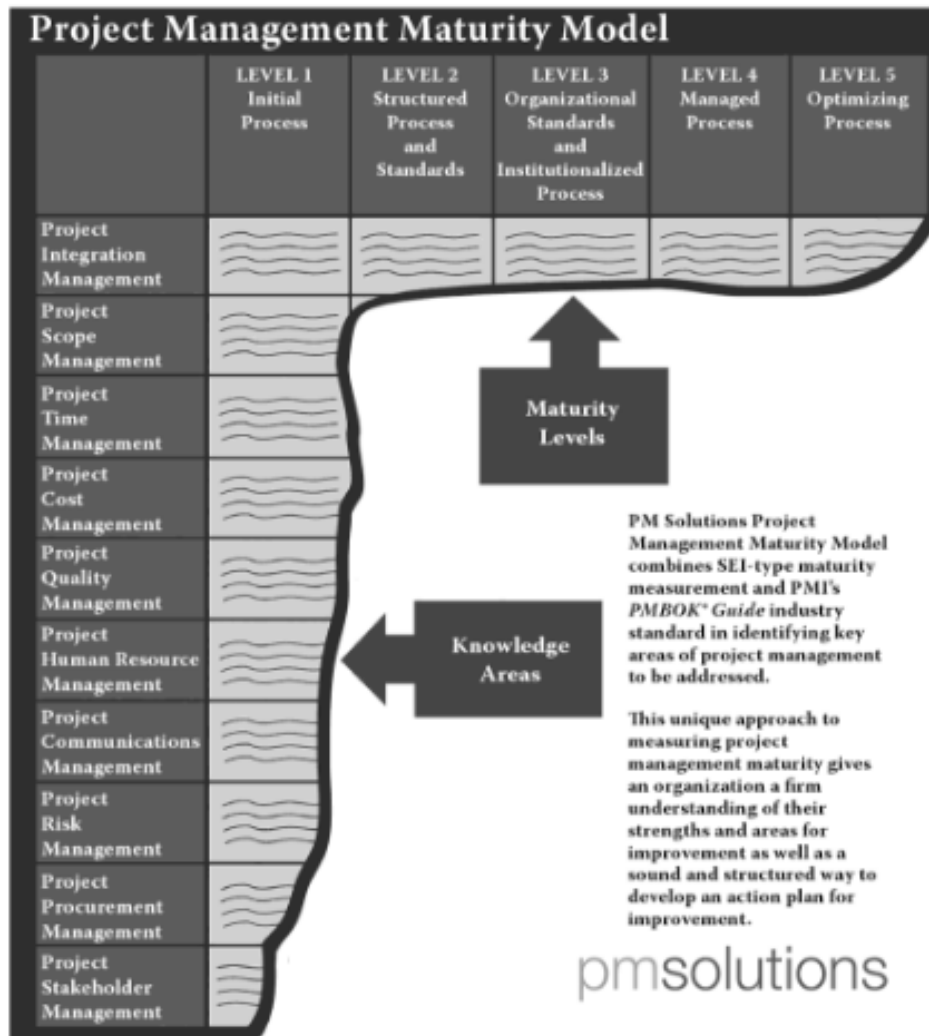 Project Management Maturity Model
LEVEL 1
Initial
Process
LEVEL 2
Structured
Process
and
Standards
LEVEL 3
Organizational
Standards
and
Institutionalized
Process
LEVEL 4
Managed
Process
LEVEL 5
Optimizing
Process
Project
Integration
Management
Project
Scope
Management
Project
Time
Management
Project
Cost
Management
Project
Quality
Management
Project
Human Resource
Management
Project
Communications
Management
Project
Risk
Management
Project
Procurement
Management
Project
Stakeholder
Management
Maturity
Levels
Knowledge
Areas
PM Solutions Project
Management Maturity Model
combines SEI-type maturity
measurement and PMI's
PMBOK® Guide industry
standard in identifying key
areas of project management
to be addressed.
This unique approach to
measuring project
management maturity gives
an organization a firm
understanding of their
strengths and areas for
improvement as well as a
sound and structured way to
develop an action plan for
improvement.
pmsolutions